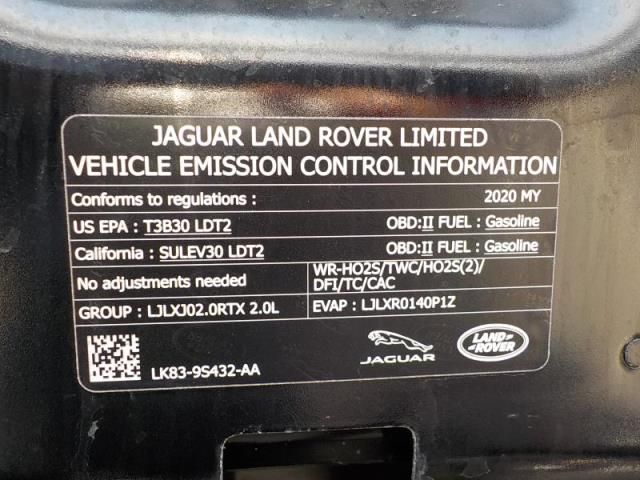 JAGUAR LAND ROVER LIMITED
VEHICLE EMISSION CONTROL INFORMATION
Conforms to regulations : 2020 MY
US EPA : T3B30 LDT2 OBD:II FUEL : Gasoline
California : SULEV30 LDT2 OBD:II FUEL : Gasoline
No adjustments needed
WR-HO2S/TWC/HO2S(2)/
DFI/TC/CAC
GROUP : LJLXJ02.0RTX 2.0L EVAP : LJLXR0140P1Z
LK83-9S432-AA
JAGUAR
LAND-
ROVER